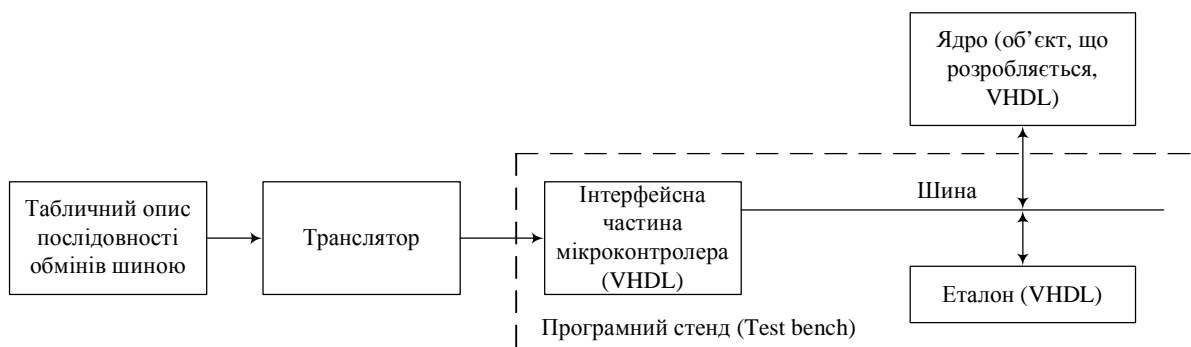 Ядро (об’єкт, що
розробляється,
VHDL)
Табличний опис
послідовності
обмінів шиною
Транслятор
Інтерфейсна
частина
мікроконтролера
(VHDL)
Шина
Еталон (VHDL)
Програмний стенд (Test bench)